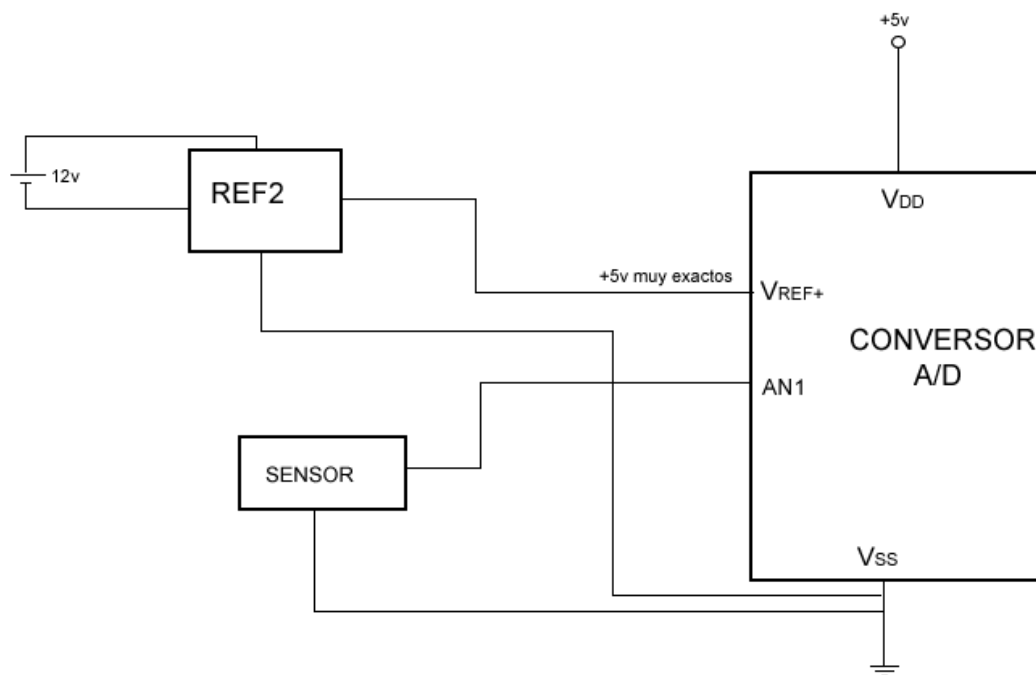 +5v
12v
REF2
VDD
+5v muy exactos
VREF+
CONVERSOR
A/D
AN1
SENSOR
VSS